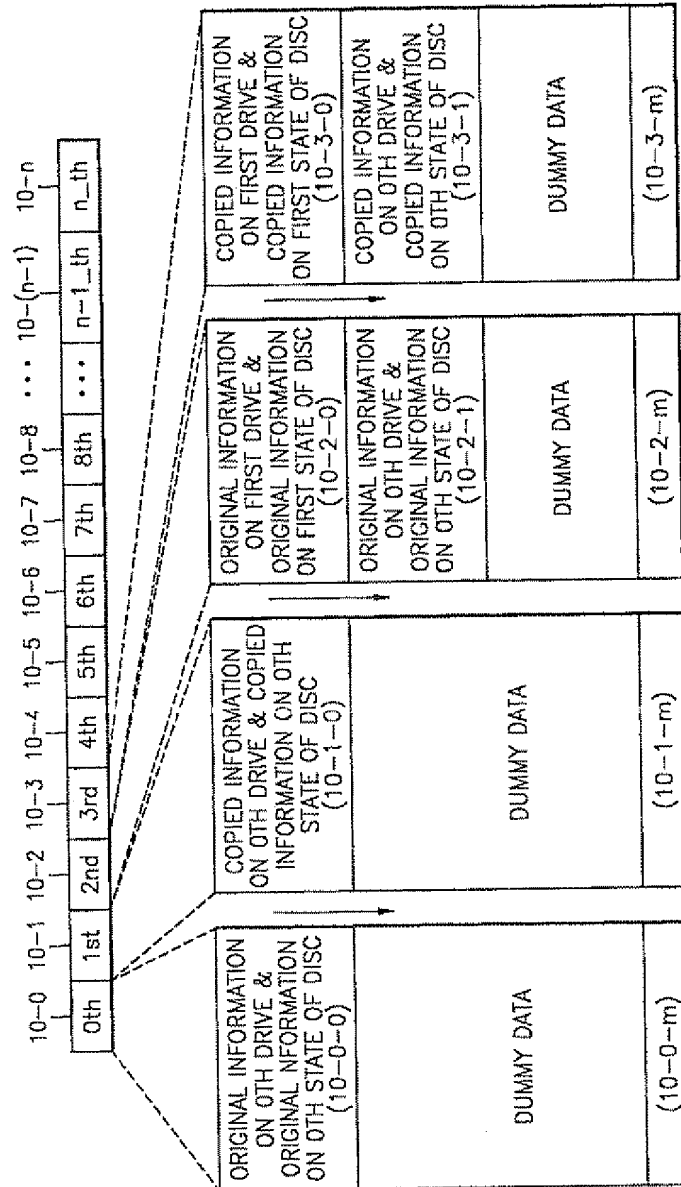 10-0 10-1 10-2 10-3 10-4 10-5 10-6 10-7 10-8 ••• 10-(n-1) 10-n
0th 1st 2nd 3rd 4th 5th 6th 7th 8th ••• n-1_th n_th
ORIGINAL INFORMATION
ON 0TH DRIVE &
ORIGINAL NFORMATION
ON 0TH STATE OF DISC
(10-0-0)
DUMMY DATA
(10-0-m)
COPIED INFORMATION
ON 0TH DRIVE & COPIED
INFORMATION ON 0TH
STATE OF DISC
(10-1-0)
DUMMY DATA
(10-1-m)
ORIGINAL INFORMATION
ON FIRST DRIVE &
ORIGINAL INFORMATION
ON FIRST STATE OF DISC
(10-2-0)
ORIGINAL INFORMATION
ON 0TH DRIVE &
ORIGINAL INFORMATION
ON 0TH STATE OF DISC
(10-2-1)
DUMMY DATA
(10-2-m)
COPIED INFORMATION
ON FIRST DRIVE &
COPIED INFORMATION
ON FIRST STATE OF DISC
(10-3-0)
COPIED INFORMATION
ON 0TH DRIVE &
COPIED INFORMATION
ON 0TH STATE OF DISC
(10-3-1)
DUMMY DATA
(10-3-m)